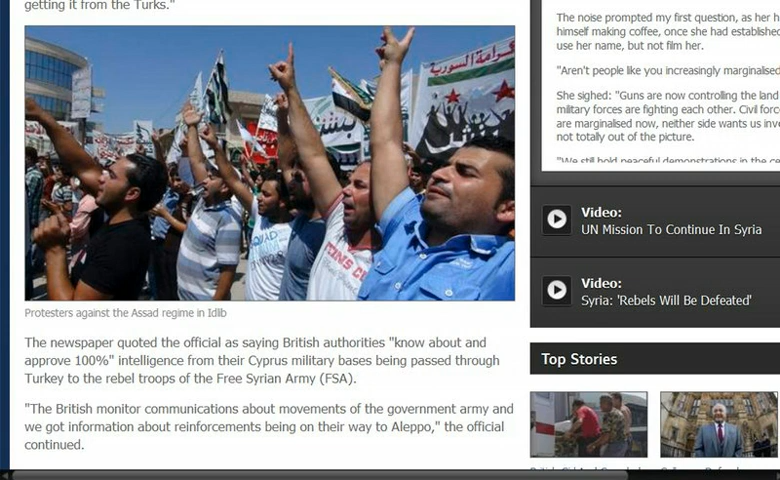 getting it from the Turks."
كرامة السورية
Protesters against the Assad regime in Idlib
The newspaper quoted the official as saying British authorities "know about and
approve 100%" intelligence from their Cyprus military bases being passed through
Turkey to the rebel troops of the Free Syrian Army (FSA).
"The British monitor communications about movements of the government army and
we got information about reinforcements being on their way to Aleppo," the official
continued.
The noise prompted my first question, as her h
himself making coffee, once she had established
use her name, but not film her.
"Aren't people like you increasingly marginalised
She sighed: "Guns are now controlling the land
military forces are fighting each other. Civil forc
are marginalised now, neither side wants us inv
not totally out of the picture.
"We still hold peaceful demonstrations in the ce
Video:
UN Mission To Continue In Syria
Video:
Syria: 'Rebels Will Be Defeated'
Top Stories